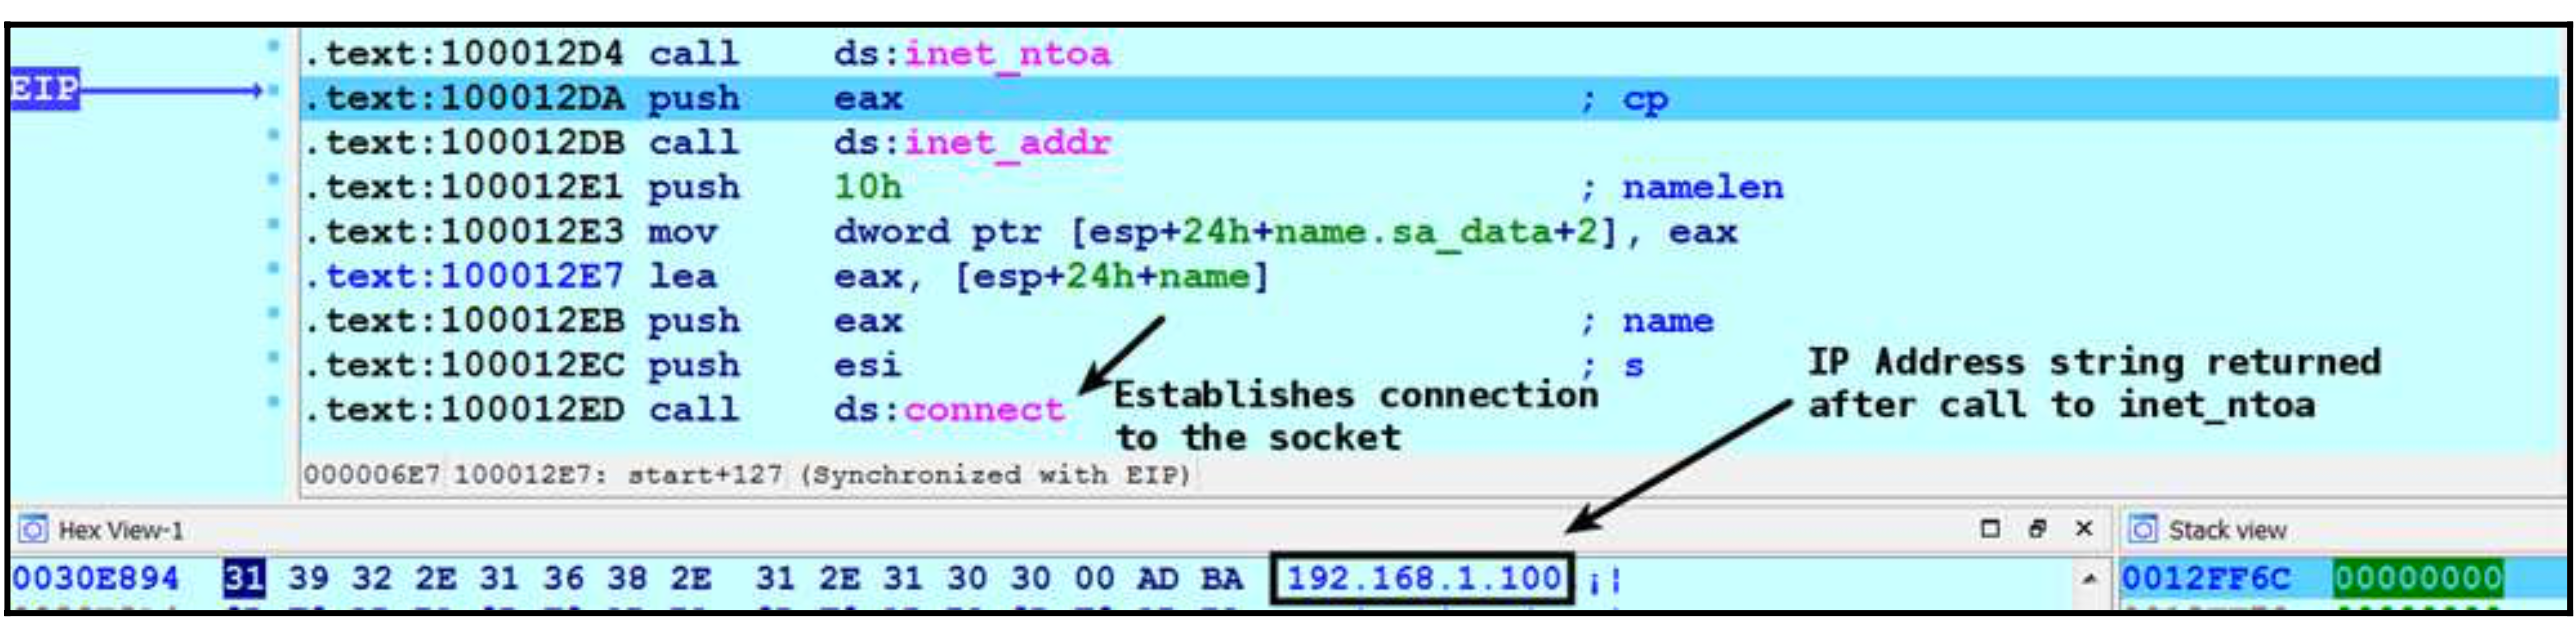 .text:100012D4 call ds:inet_ntoa
EIP .text:100012DA push eax ; cp
.text:100012DB call ds:inet_addr
.text:100012E1 push 10h ; namelen
.text:100012E3 mov dword ptr [esp+24h+name.sa_data+2], eax
.text:100012E7 lea eax, [esp+24h+name]
.text:100012EB push eax ; name
.text:100012EC push esi ; s
.text:100012ED call ds:connect
Establishes connection
to the socket
IP Address string returned
after call to inet_ntoa
000006E7 100012E7: start+127 (Synchronized with EIP)
Hex View-1
Stack view
0030E894 31 39 32 2E 31 36 38 2E 31 2E 31 30 30 00 AD BA 192.168.1.100 ¡¦
0012FF6C 00000000